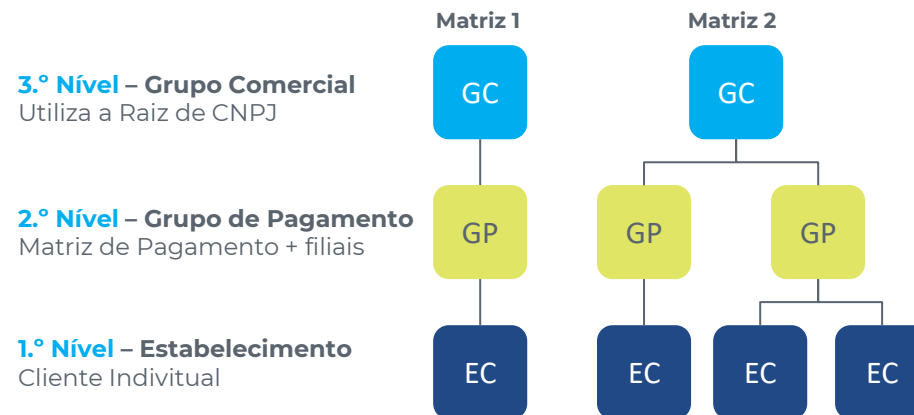 Matriz 1
Matriz 2
3.º Nível – Grupo Comercial
Utiliza a Raiz de CNPJ
GC
GC
2.º Nível – Grupo de Pagamento
Matriz de Pagamento + filiais
GP
GP
GP
1.º Nível – Estabelecimento
Cliente Indivitual
EC
EC
EC
EC